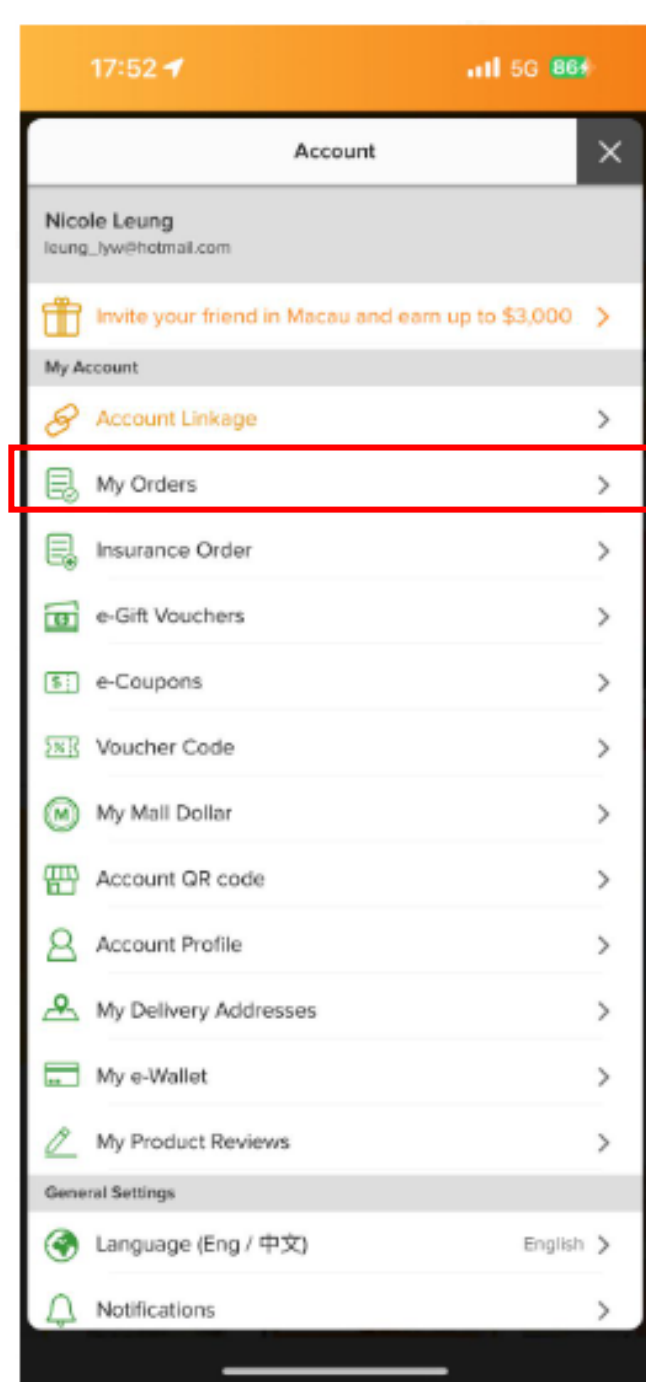 17:52
5G 86
Account
Nicole Leung
leung_lyw@hotmail.com
Invite your friend in Macau and earn up to $3,000
My Account
Account Linkage
My Orders
Insurance Order
e-Gift Vouchers
e-Coupons
Voucher Code
My Mall Dollar
Account QR code
Account Profile
My Delivery Addresses
My e-Wallet
My Product Reviews
General Settings
Language (Eng / 中文) English
Notifications